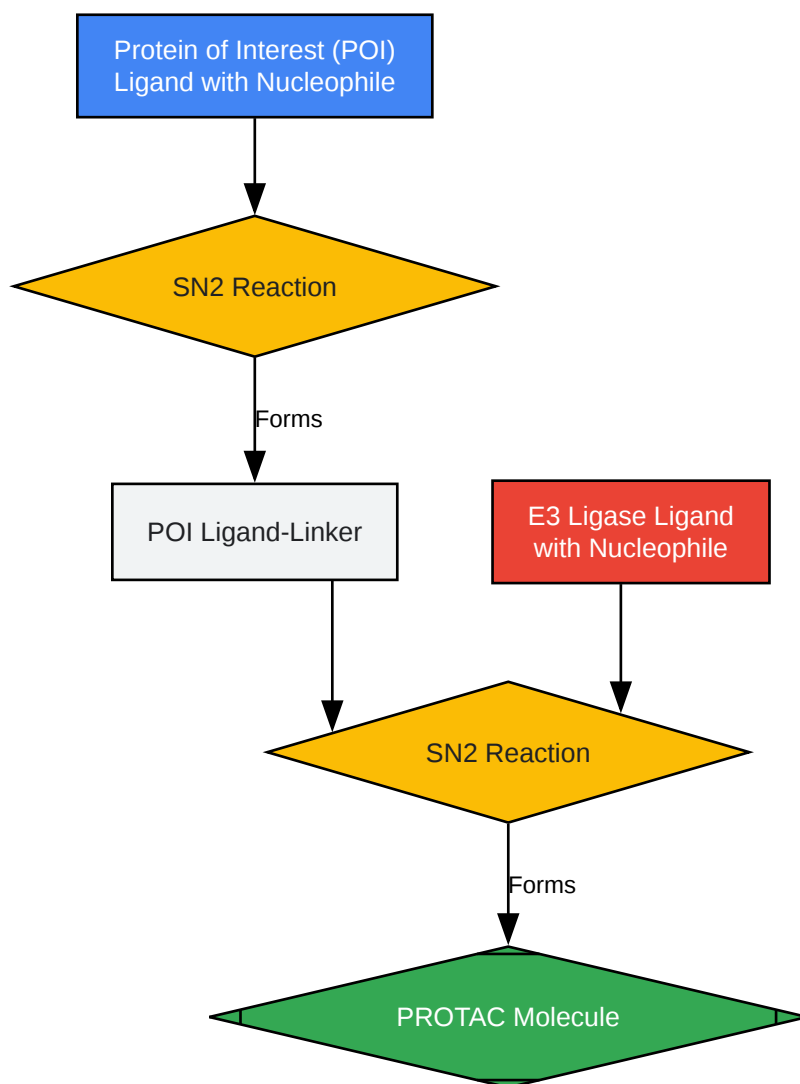 Protein of Interest (POI)
Ligand with Nucleophile
SN2 Reaction
Forms
POI Ligand-Linker
E3 Ligase Ligand
with Nucleophile
SN2 Reaction
Forms
PROTAC Molecule